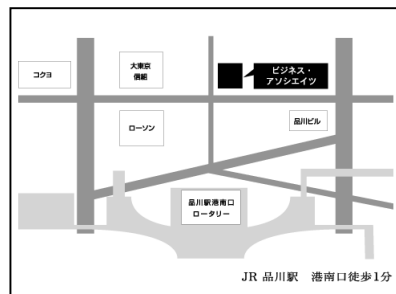 コクヨ
大東京
信組
ビジネス・
アソシエイツ
ローソン
品川ビル
品川駅港南口
ロータリー
JR 品川駅　港南口徒歩1分